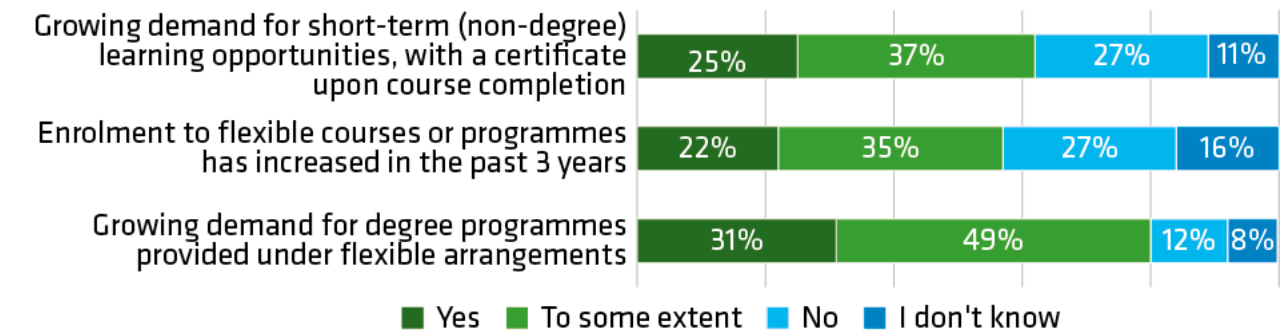 Growing demand for short-term (non-degree)
learning opportunities, with a certificate
upon course completion
25% 37% 27% 11%
Enrolment to flexible courses or programmes
has increased in the past 3 years
22% 35% 27% 16%
Growing demand for degree programmes
provided under flexible arrangements
31% 49% 12% 8%
Yes To some extent No I don't know